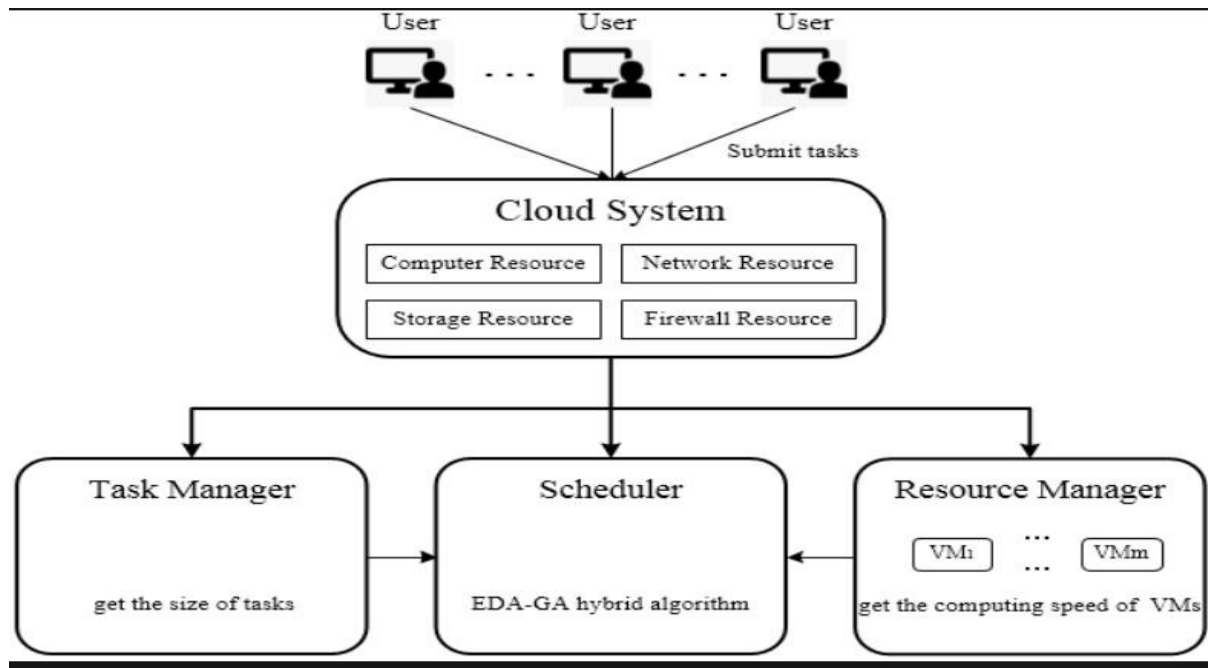 User User User
Submit tasks
Cloud System
Computer Resource Network Resource
Storage Resource Firewall Resource
Task Manager Scheduler Resource Manager
VM1 ... VMm
...
get the size of tasks EDA-GA hybrid algorithm get the computing speed of VMs